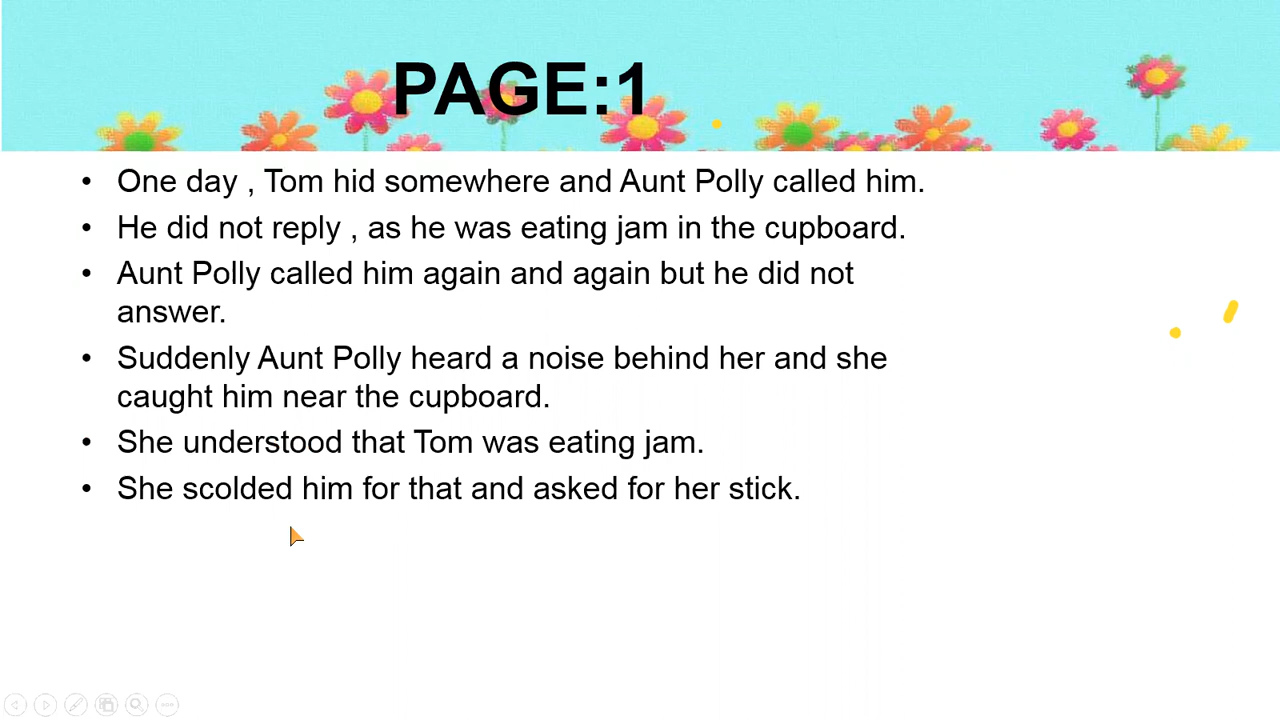 PAGE:1
• One day , Tom hid somewhere and Aunt Polly called him.
• He did not reply , as he was eating jam in the cupboard.
• Aunt Polly called him again and again but he did not
answer.
• Suddenly Aunt Polly heard a noise behind her and she
caught him near the cupboard.
• She understood that Tom was eating jam.
• She scolded him for that and asked for her stick.